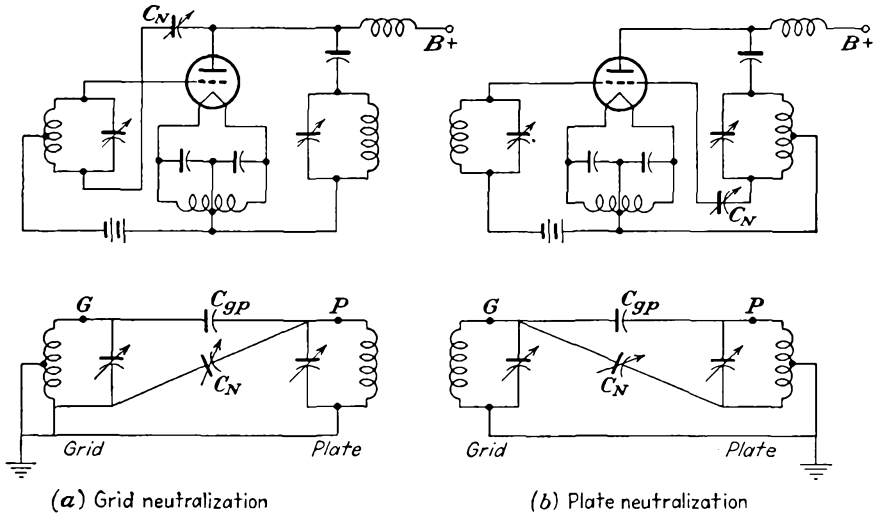 C_N
B+
B+
C_N
G
C_gp
P
C_N
Grid
Plate
G
C_gp
P
C_N
Grid
Plate
(a) Grid neutralization
(b) Plate neutralization